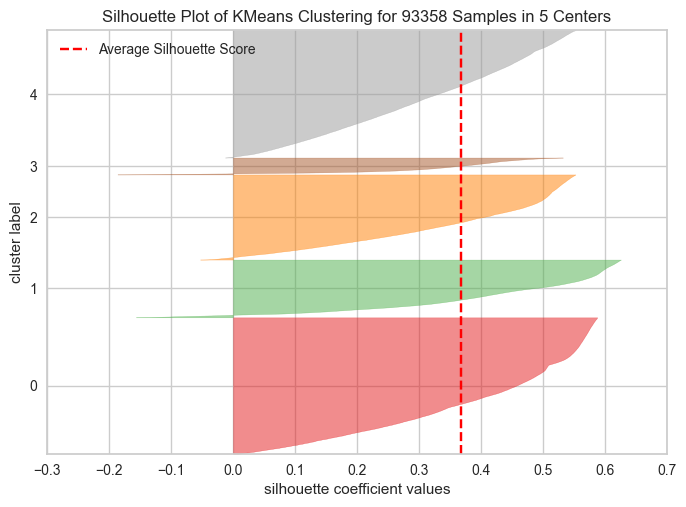 Silhouette Plot of KMeans Clustering for 93358 Samples in 5 Centers
Average Silhouette Score
cluster label
4
3
2
1
0
−0.3 −0.2 −0.1 0.0 0.1 0.2 0.3 0.4 0.5 0.6 0.7
silhouette coefficient values